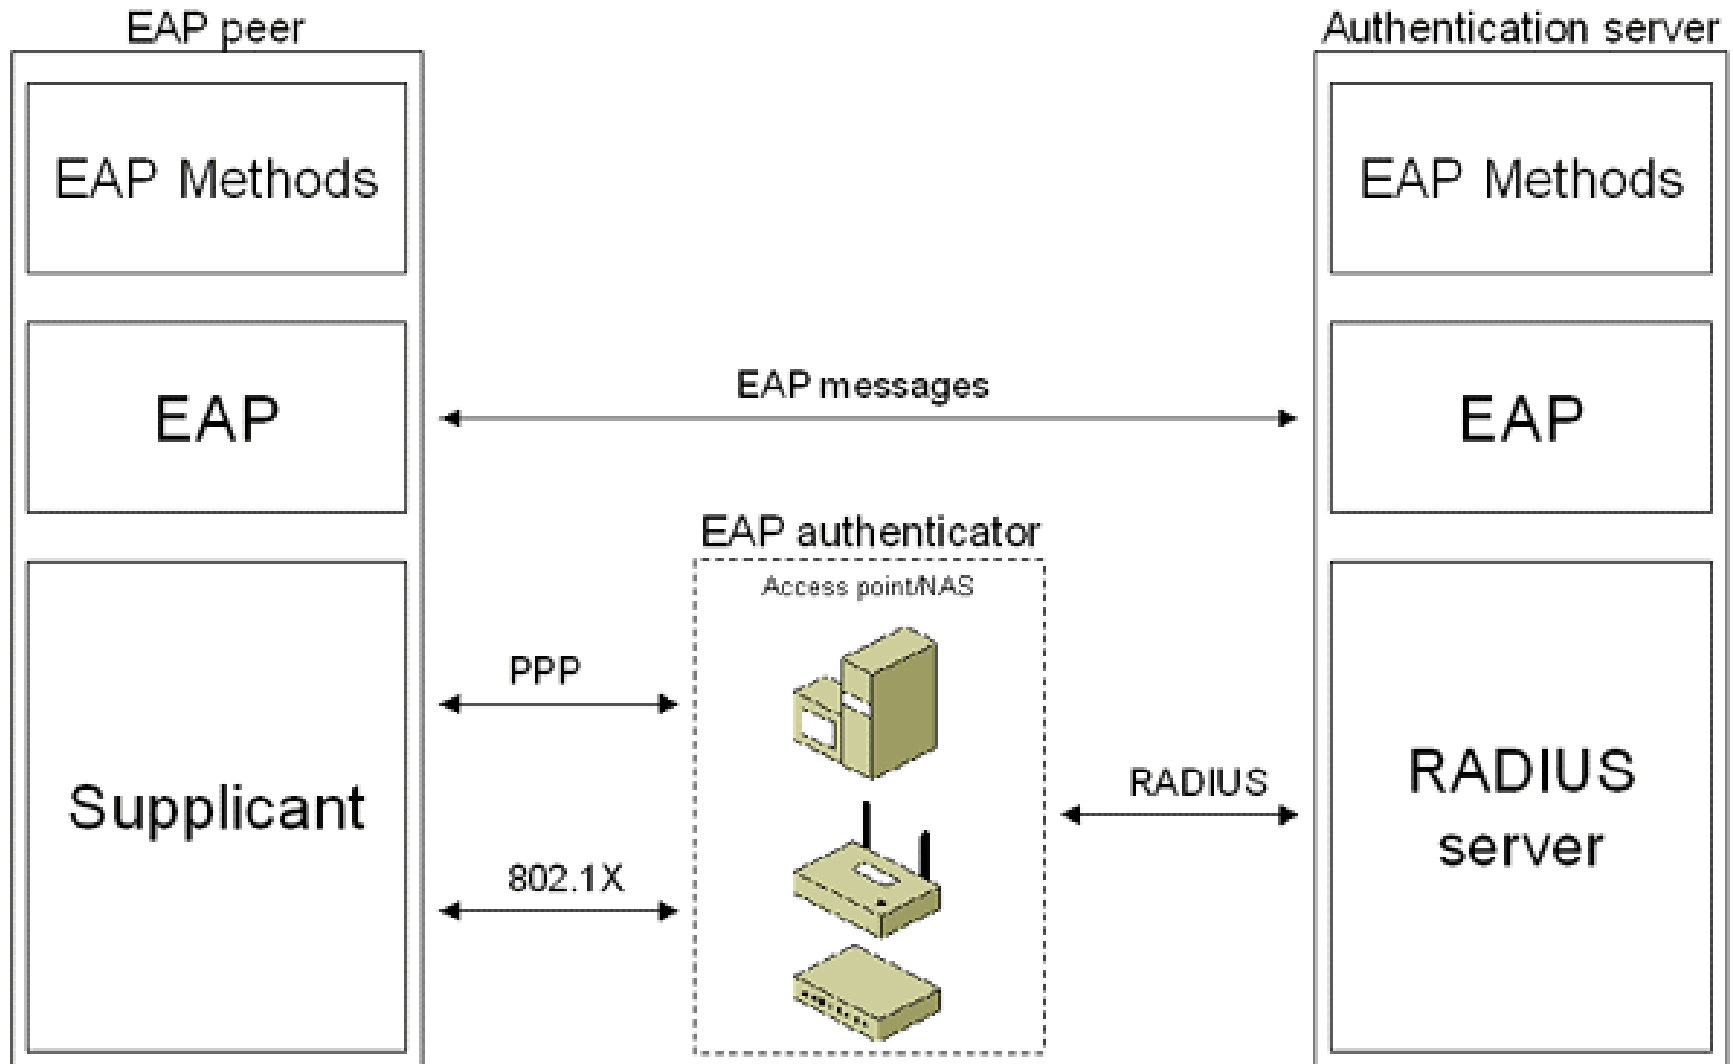 EAP peer
Authentication server
EAP Methods
EAP Methods
EAP messages
EAP
EAP
EAP authenticator
Access point/NAS
PPP
Supplicant
802.1X
RADIUS
RADIUS
server